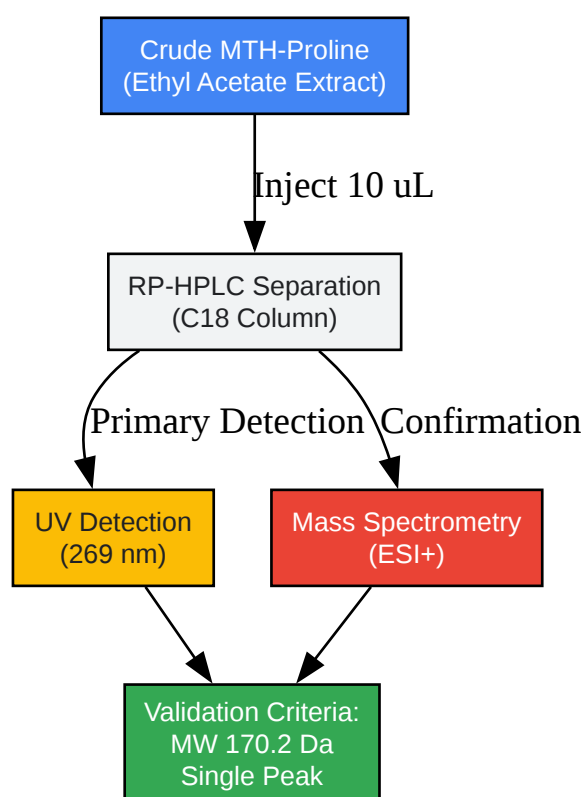 Crude MTH-Proline
(Ethyl Acetate Extract)
Inject 10 uL
RP-HPLC Separation
(C18 Column)
Primary Detection
Confirmation
UV Detection
(269 nm)
Mass Spectrometry
(ESI+)
Validation Criteria:
MW 170.2 Da
Single Peak